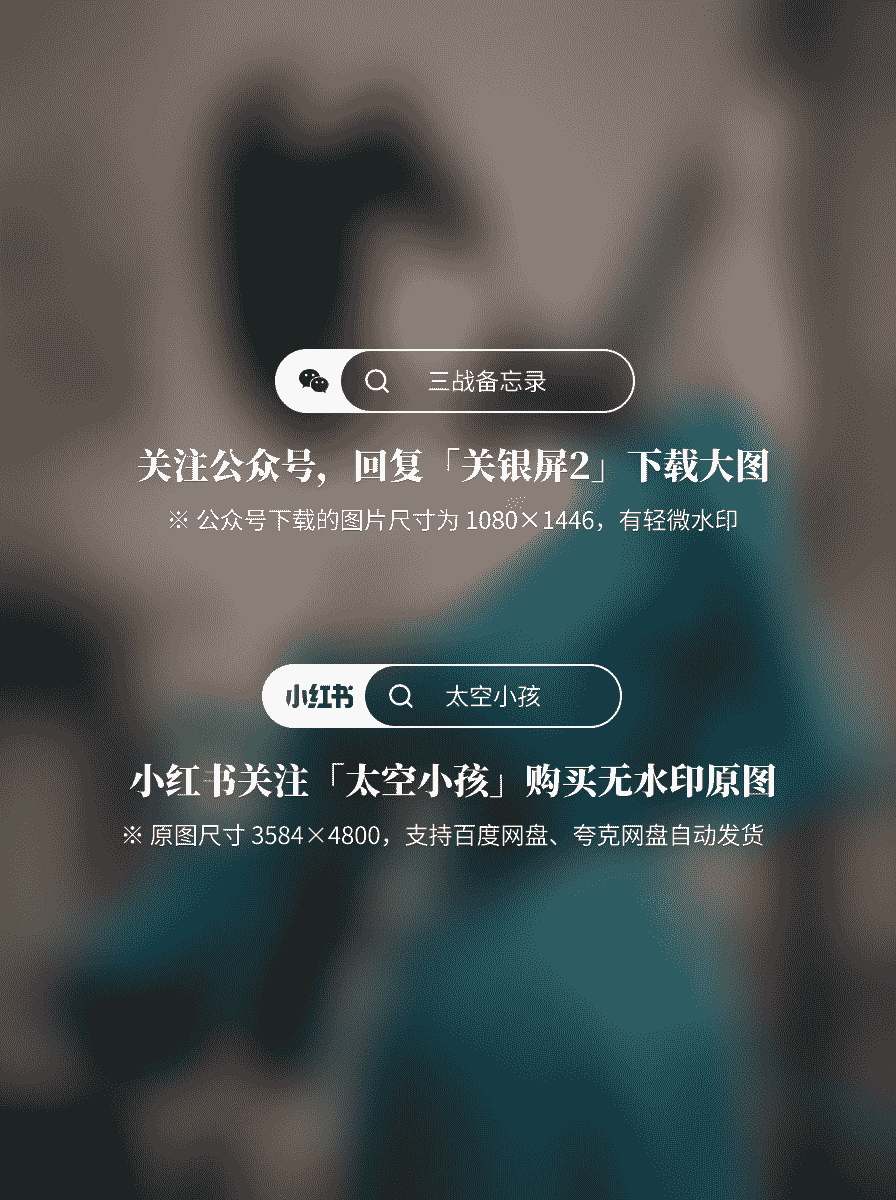 三战备忘录
关注公众号，回复「关银屏2」下载大图
※ 公众号下载的图片尺寸为 1080×1446，有轻微水印
小红书 太空小孩
小红书关注「太空小孩」购买无水印原图
※ 原图尺寸 3584×4800，支持百度网盘、夸克网盘自动发货